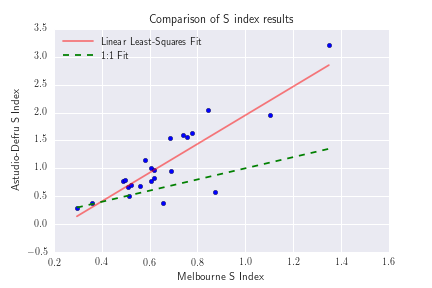 Comparison of S index results
Linear Least-Squares Fit
1:1 Fit
Astudio-Defru S Index
3.5
3.0
2.5
2.0
1.5
1.0
0.5
0.0
−0.5
0.2 0.4 0.6 0.8 1.0 1.2 1.4 1.6
Melbourne S Index